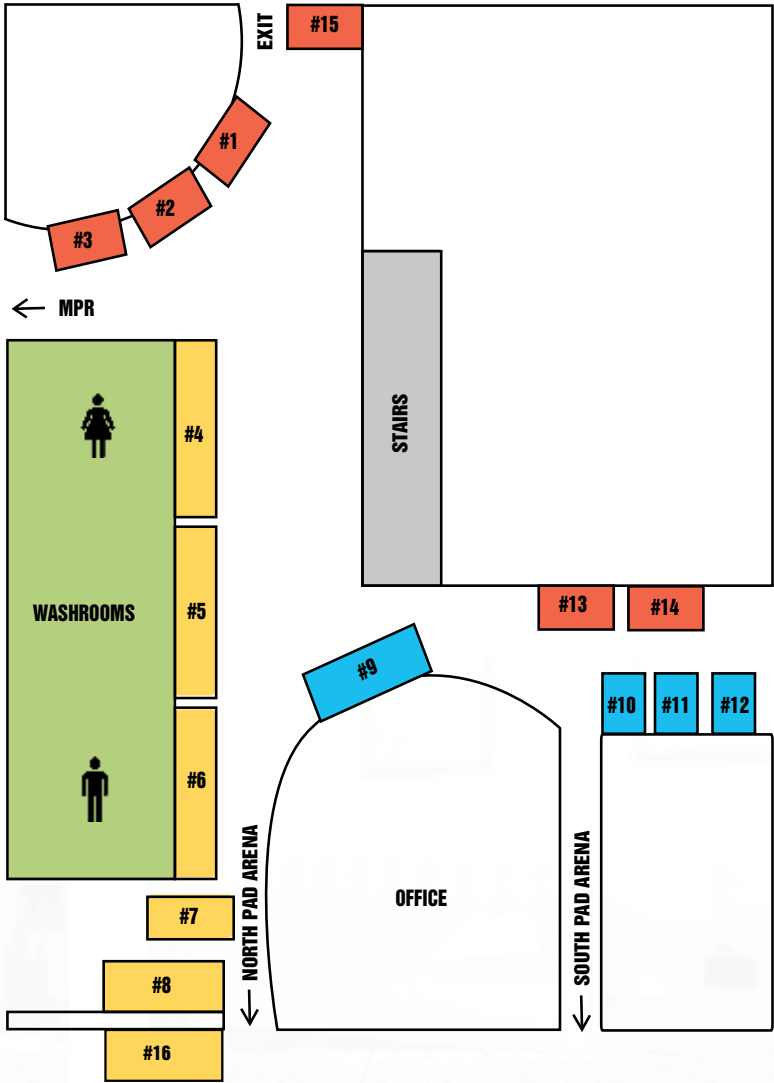 EXIT
#15
#1
#2
#3
MPR
#4
STAIRS
#5
WASHROOMS
#13
#14
#9
#10
#11
#12
#6
NORTH PAD ARENA
SOUTH PAD ARENA
OFFICE
#7
#8
#16